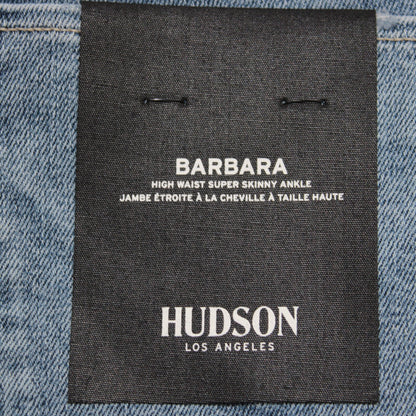 BARBARA
HIGH WAIST SUPER SKINNY ANKLE
JAMBE ÉTROITE À LA CHEVILLE À TAILLE HAUTE
HUDSON
LOS ANGELES